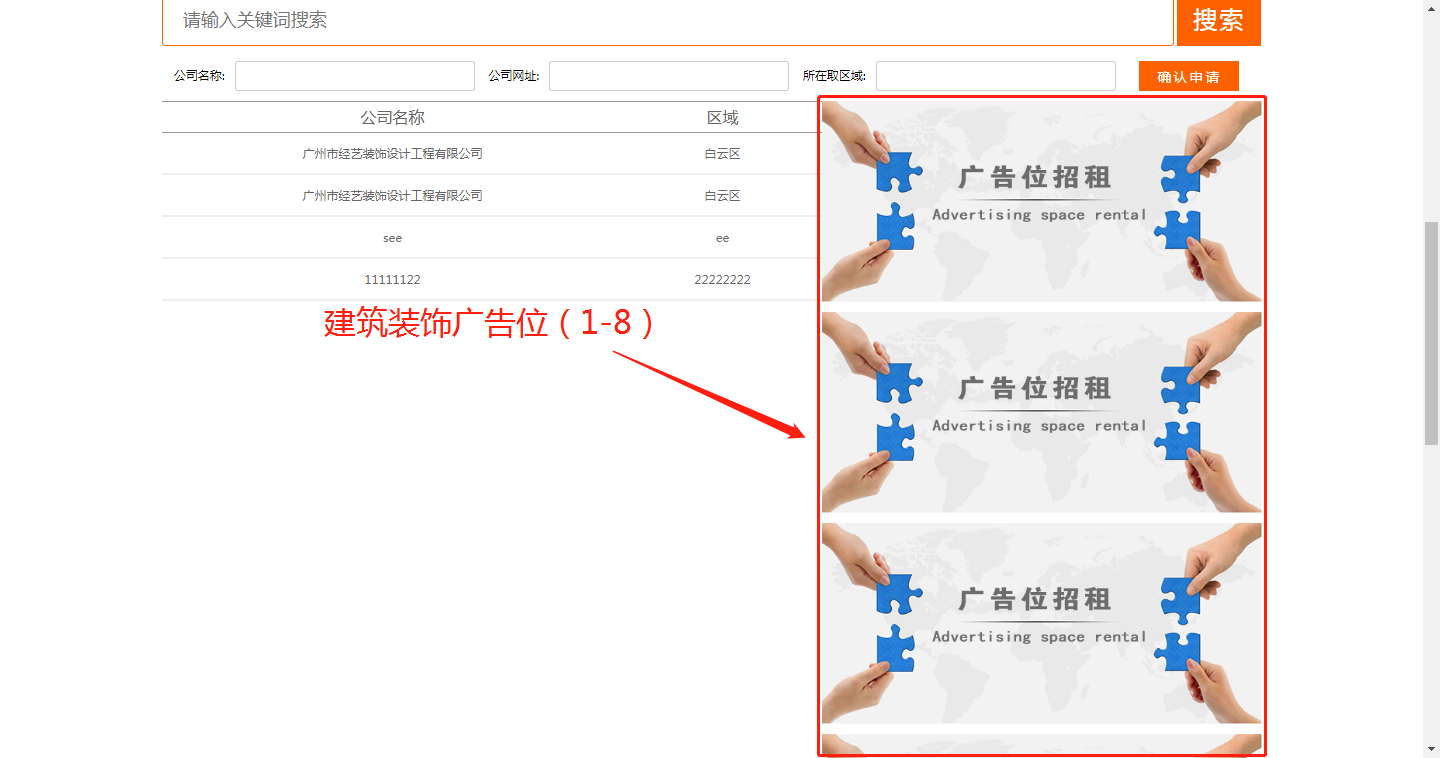 请输入关键词搜索 搜索
公司名称: 公司网址: 所在取区域: 确认申请
公司名称 区域
广州市经艺装饰设计工程有限公司 白云区
广州市经艺装饰设计工程有限公司 白云区
see ee
11111122 22222222
建筑装饰广告位（1-8）
广告位招租
Advertising space rental
广告位招租
Advertising space rental
广告位招租
Advertising space rental